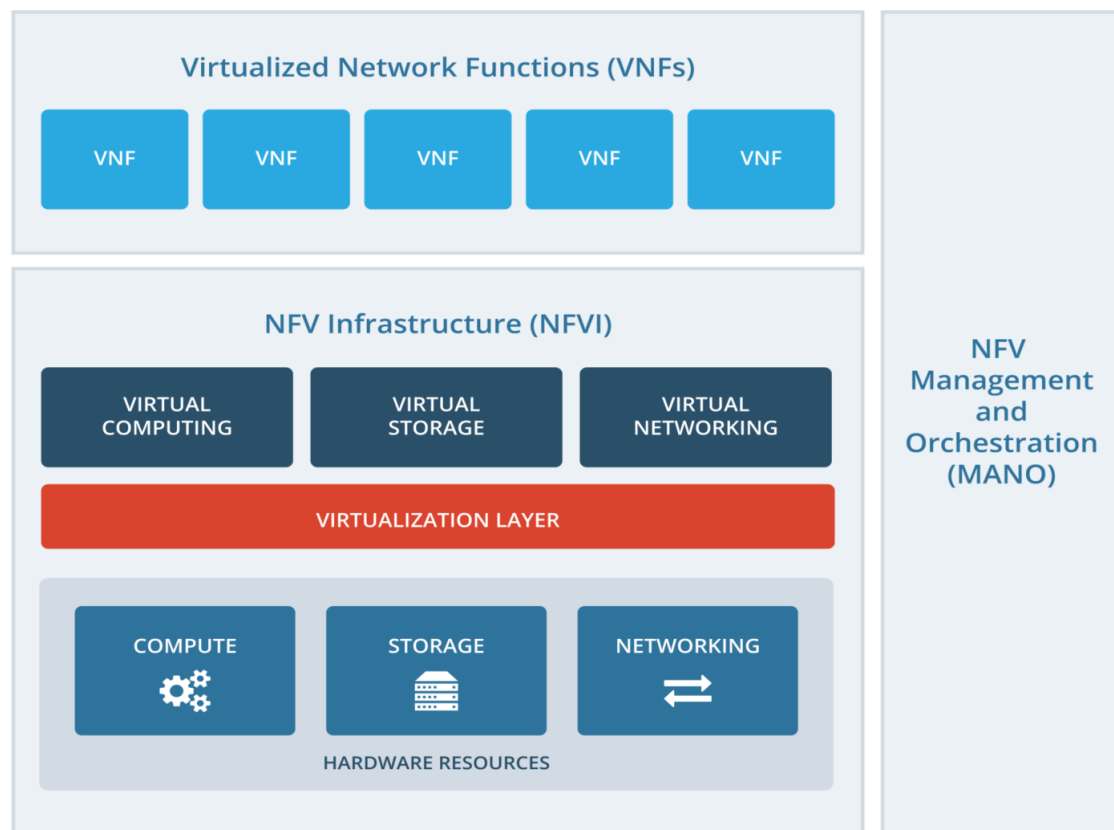 Virtualized Network Functions (VNFs)
VNF
VNF
VNF
VNF
VNF
NFV Infrastructure (NFVI)
VIRTUAL
COMPUTING
VIRTUAL
STORAGE
VIRTUAL
NETWORKING
VIRTUALIZATION LAYER
COMPUTE
STORAGE
NETWORKING
HARDWARE RESOURCES
NFV
Management
and
Orchestration
(MANO)